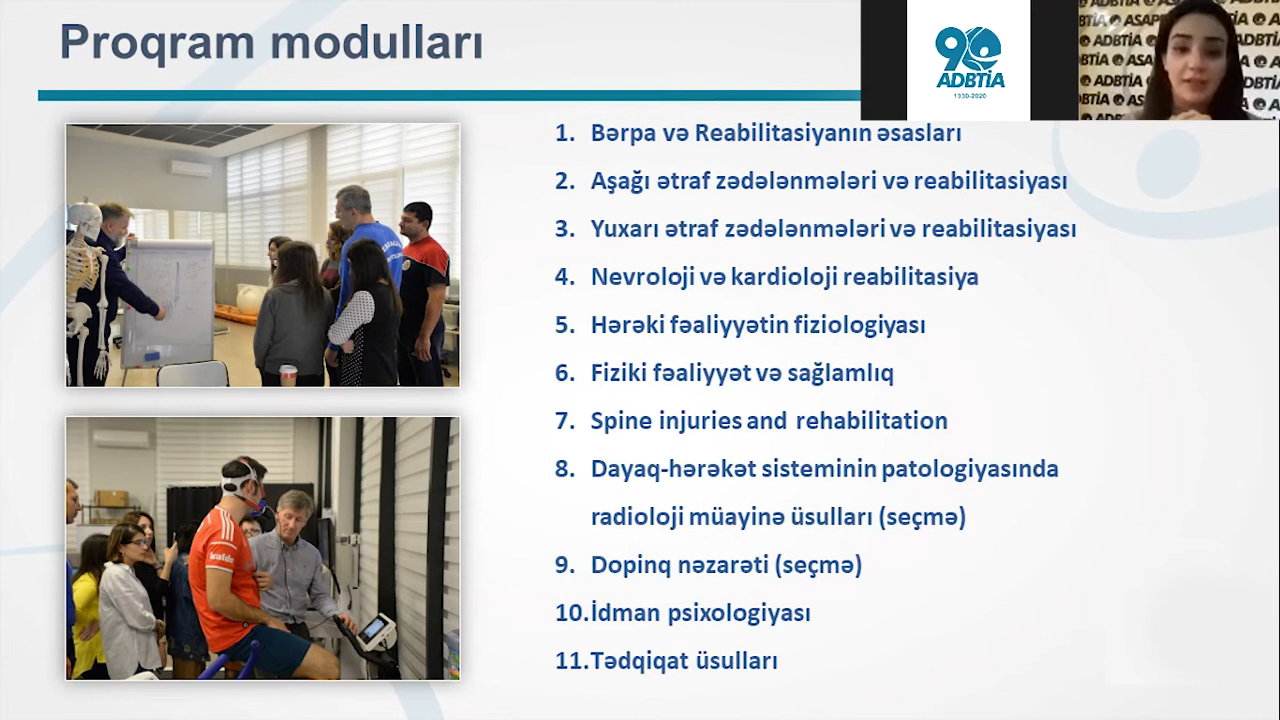 Proqram modulları
90
ADBTİA
1930-2020
1. Bərpa və Reabilitasiyanın əsasları
2. Aşağı ətraf zədələnmələri və reabilitasiyası
3. Yuxarı ətraf zədələnmələri və reabilitasiyası
4. Nevroloji və kardioloji reabilitasiya
5. Hərəki fəaliyyətin fiziologiyası
6. Fiziki fəaliyyət və sağlamlıq
7. Spine injuries and rehabilitation
8. Dayaq-hərəkət sisteminin patologiyasında
radioloji müayinə üsulları (seçmə)
9. Dopinq nəzarəti (seçmə)
10.İdman psixologiyası
11.Tədqiqat üsulları